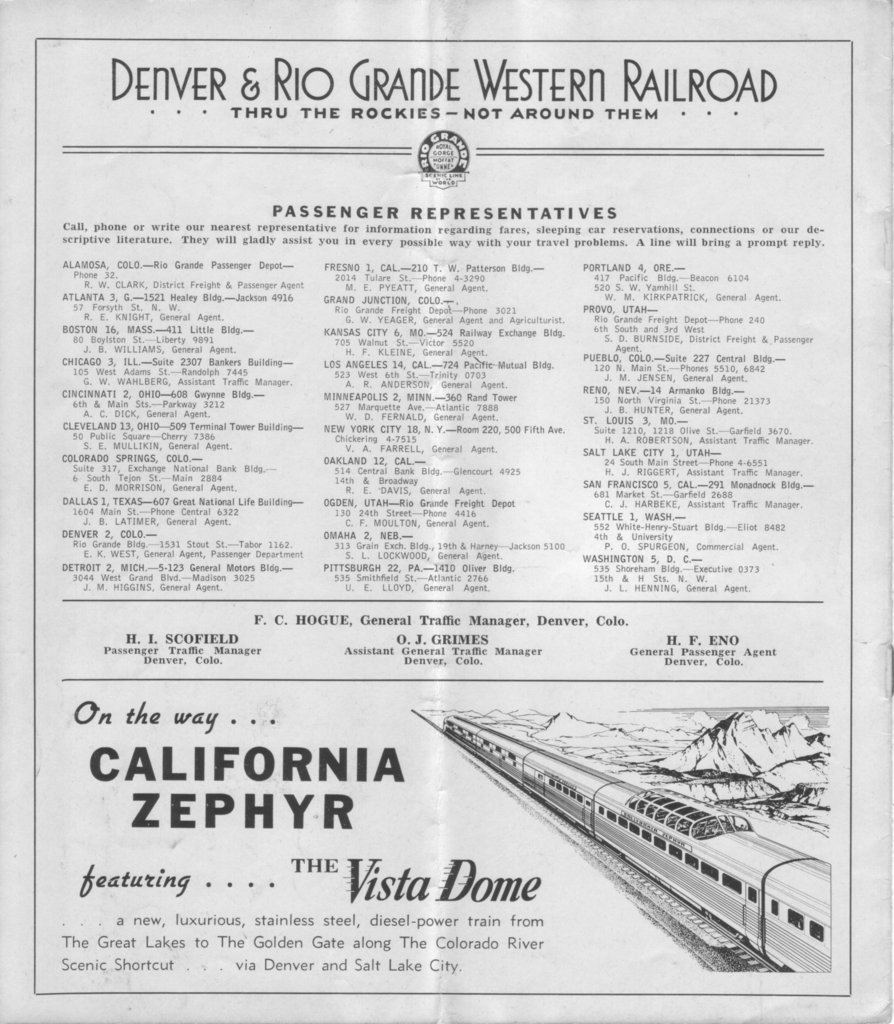 DENVER & RIO GRANDE WESTERN RAILROAD
· · · THRU THE ROCKIES—NOT AROUND THEM · · ·
RIO GRANDE
ROYAL
GORGE
MOFFAT
TUNNEL
SCENIC LINE
OF THE
WORLD
PASSENGER REPRESENTATIVES
Call, phone or write our nearest representative for information regarding fares, sleeping car reservations, connections or our de-
scriptive literature. They will gladly assist you in every possible way with your travel problems. A line will bring a prompt reply.
ALAMOSA, COLO.—Rio Grande Passenger Depot—
Phone 32.
R. W. CLARK, District Freight & Passenger Agent
ATLANTA 3, G.—1521 Healey Bldg.—Jackson 4916
57 Forsyth St. N. W.
R. E. KNIGHT, General Agent.
BOSTON 16, MASS.—411 Little Bldg.—
80 Boylston St.—Liberty 9891
J. B. WILLIAMS, General Agent.
CHICAGO 3, ILL.—Suite 2307 Bankers Building—
105 West Adams St.—Randolph 7445
G. W. WAHLBERG, Assistant Traffic Manager.
CINCINNATI 2, OHIO—608 Gwynne Bldg.—
6th & Main Sts.—Parkway 3212
A. C. DICK, General Agent.
CLEVELAND 13, OHIO—509 Terminal Tower Building—
50 Public Square—Cherry 7386
S. E. MULLIKIN, General Agent.
COLORADO SPRINGS, COLO.—
Suite 317, Exchange National Bank Bldg.—
6 South Tejon St.—Main 2884
E. D. MORRISON, General Agent.
DALLAS 1, TEXAS—607 Great National Life Building—
1604 Main St.—Phone Central 6322
J. B. LATIMER, General Agent.
DENVER 2, COLO.—
Rio Grande Bldg.—1531 Stout St.—Tabor 1162.
E. K. WEST, General Agent, Passenger Department
DETROIT 2, MICH.—5-123 General Motors Bldg.—
3044 West Grand Blvd.—Madison 3025
J. M. HIGGINS, General Agent.
FRESNO 1, CAL.—210 T. W. Patterson Bldg.—
2014 Tulare St.—Phone 4-3290
M. E. PYEATT, General Agent.
GRAND JUNCTION, COLO.—
Rio Grande Freight Depot—Phone 3021
G. W. YEAGER, General Agent and Agriculturist.
KANSAS CITY 6, MO.—524 Railway Exchange Bldg.
705 Walnut St.—Victor 5520
H. F. KLEINE, General Agent.
LOS ANGELES 14, CAL.—724 Pacific Mutual Bldg.
523 West 6th St.—Trinity 0703
A. R. ANDERSON, General Agent.
MINNEAPOLIS 2, MINN.—360 Rand Tower
527 Marquette Ave.—Atlantic 7888
W. D. FERNALD, General Agent.
NEW YORK CITY 18, N. Y.—Room 220, 500 Fifth Ave.
Chickering 4-7515
V. A. FARRELL, General Agent.
OAKLAND 12, CAL.—
514 Central Bank Bldg.—Glencourt 4925
14th & Broadway
R. E. DAVIS, General Agent.
OGDEN, UTAH—Rio Grande Freight Depot
130 24th Street—Phone 4416
C. F. MOULTON, General Agent.
OMAHA 2, NEB.—
313 Grain Exch. Bldg., 19th & Harney—Jackson 5100
S. L. LOCKWOOD, General Agent.
PITTSBURGH 22, PA.—1410 Oliver Bldg.
535 Smithfield St.—Atlantic 2766
U. E. LLOYD, General Agent.
PORTLAND 4, ORE.—
417 Pacific Bldg.—Beacon 6104
520 S. W. Yamhill St.
W. M. KIRKPATRICK, General Agent.
PROVO, UTAH—
Rio Grande Freight Depot—Phone 240
6th South and 3rd West
S. D. BURNSIDE, District Freight & Passenger
Agent.
PUEBLO, COLO.—Suite 227 Central Bldg.—
120 N. Main St.—Phones 5510, 6842
J. M. JENSEN, General Agent.
RENO, NEV.—14 Armanko Bldg.—
150 North Virginia St.—Phone 21373
J. B. HUNTER, General Agent.
ST. LOUIS 3, MO.—
Suite 1210, 1218 Olive St.—Garfield 3670.
H. A. ROBERTSON, Assistant Traffic Manager.
SALT LAKE CITY 1, UTAH—
24 South Main Street—Phone 4-6551
H. J. RIGGERT, Assistant Traffic Manager.
SAN FRANCISCO 5, CAL.—291 Monadnock Bldg.—
681 Market St.—Garfield 2688
C. J. HARBEKE, Assistant Traffic Manager.
SEATTLE 1, WASH.—
552 White-Henry-Stuart Bldg.—Eliot 8482
4th & University
P. O. SPURGEON, Commercial Agent.
WASHINGTON 5, D. C.—
535 Shoreham Bldg.—Executive 0373
15th & H Sts. N. W.
J. L. HENNING, General Agent.
F. C. HOGUE, General Traffic Manager, Denver, Colo.
H. I. SCOFIELD
Passenger Traffic Manager
Denver, Colo.
O. J. GRIMES
Assistant General Traffic Manager
Denver, Colo.
H. F. ENO
General Passenger Agent
Denver, Colo.
On the way . . .
CALIFORNIA
ZEPHYR
featuring . . . . THE Vista Dome
. . . a new, luxurious, stainless steel, diesel-power train from
The Great Lakes to The Golden Gate along The Colorado River
Scenic Shortcut . . . via Denver and Salt Lake City.